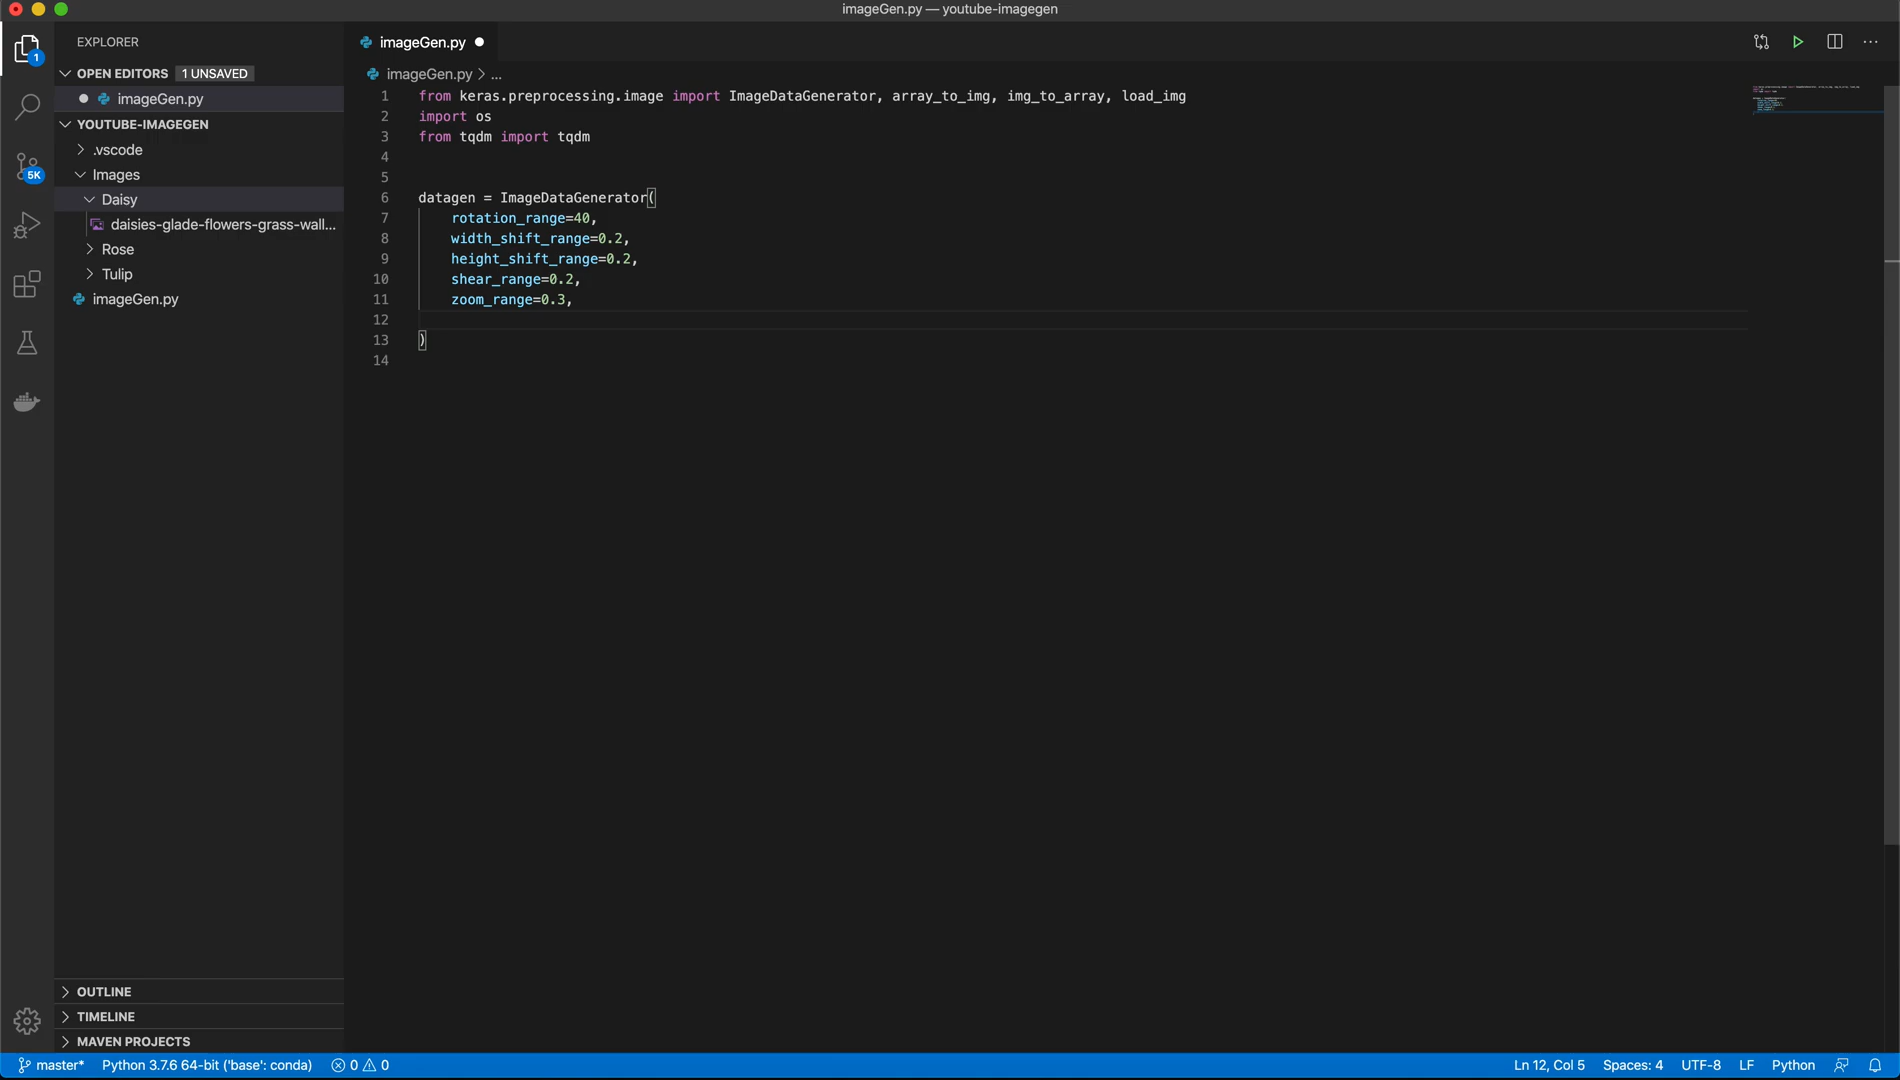 imageGen.py — youtube-imagegen
EXPLORER
OPEN EDITORS 1 UNSAVED
imageGen.py
YOUTUBE-IMAGEGEN
.vscode
Images
Daisy
daisies-glade-flowers-grass-wall...
Rose
Tulip
imageGen.py
OUTLINE
TIMELINE
MAVEN PROJECTS
1
5K
imageGen.py
imageGen.py > ...
1 from keras.preprocessing.image import ImageDataGenerator, array_to_img, img_to_array, load_img
2 import os
3 from tqdm import tqdm
4
5
6 datagen = ImageDataGenerator(
7 rotation_range=40,
8 width_shift_range=0.2,
9 height_shift_range=0.2,
10 shear_range=0.2,
11 zoom_range=0.3,
12
13 )
14
master* Python 3.7.6 64-bit ('base': conda) 0 0 Ln 12, Col 5 Spaces: 4 UTF-8 LF Python